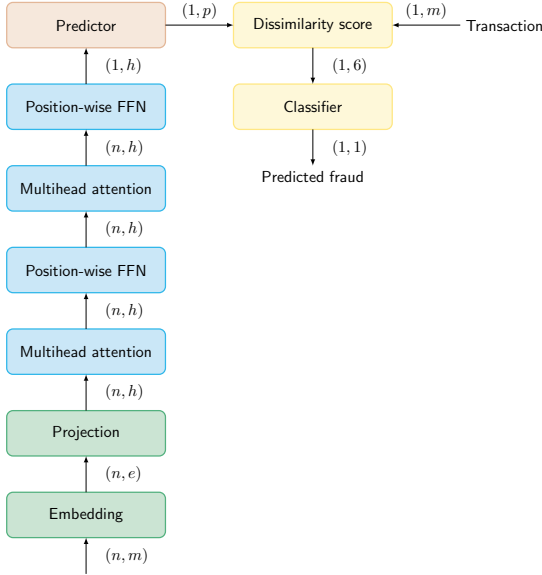 Predictor
(1, p)
Dissimilarity score
(1, m)
Transaction
(1, h)
(1, 6)
Position-wise FFN
Classifier
(n, h)
(1, 1)
Multihead attention
Predicted fraud
(n, h)
Position-wise FFN
(n, h)
Multihead attention
(n, h)
Projection
(n, e)
Embedding
(n, m)